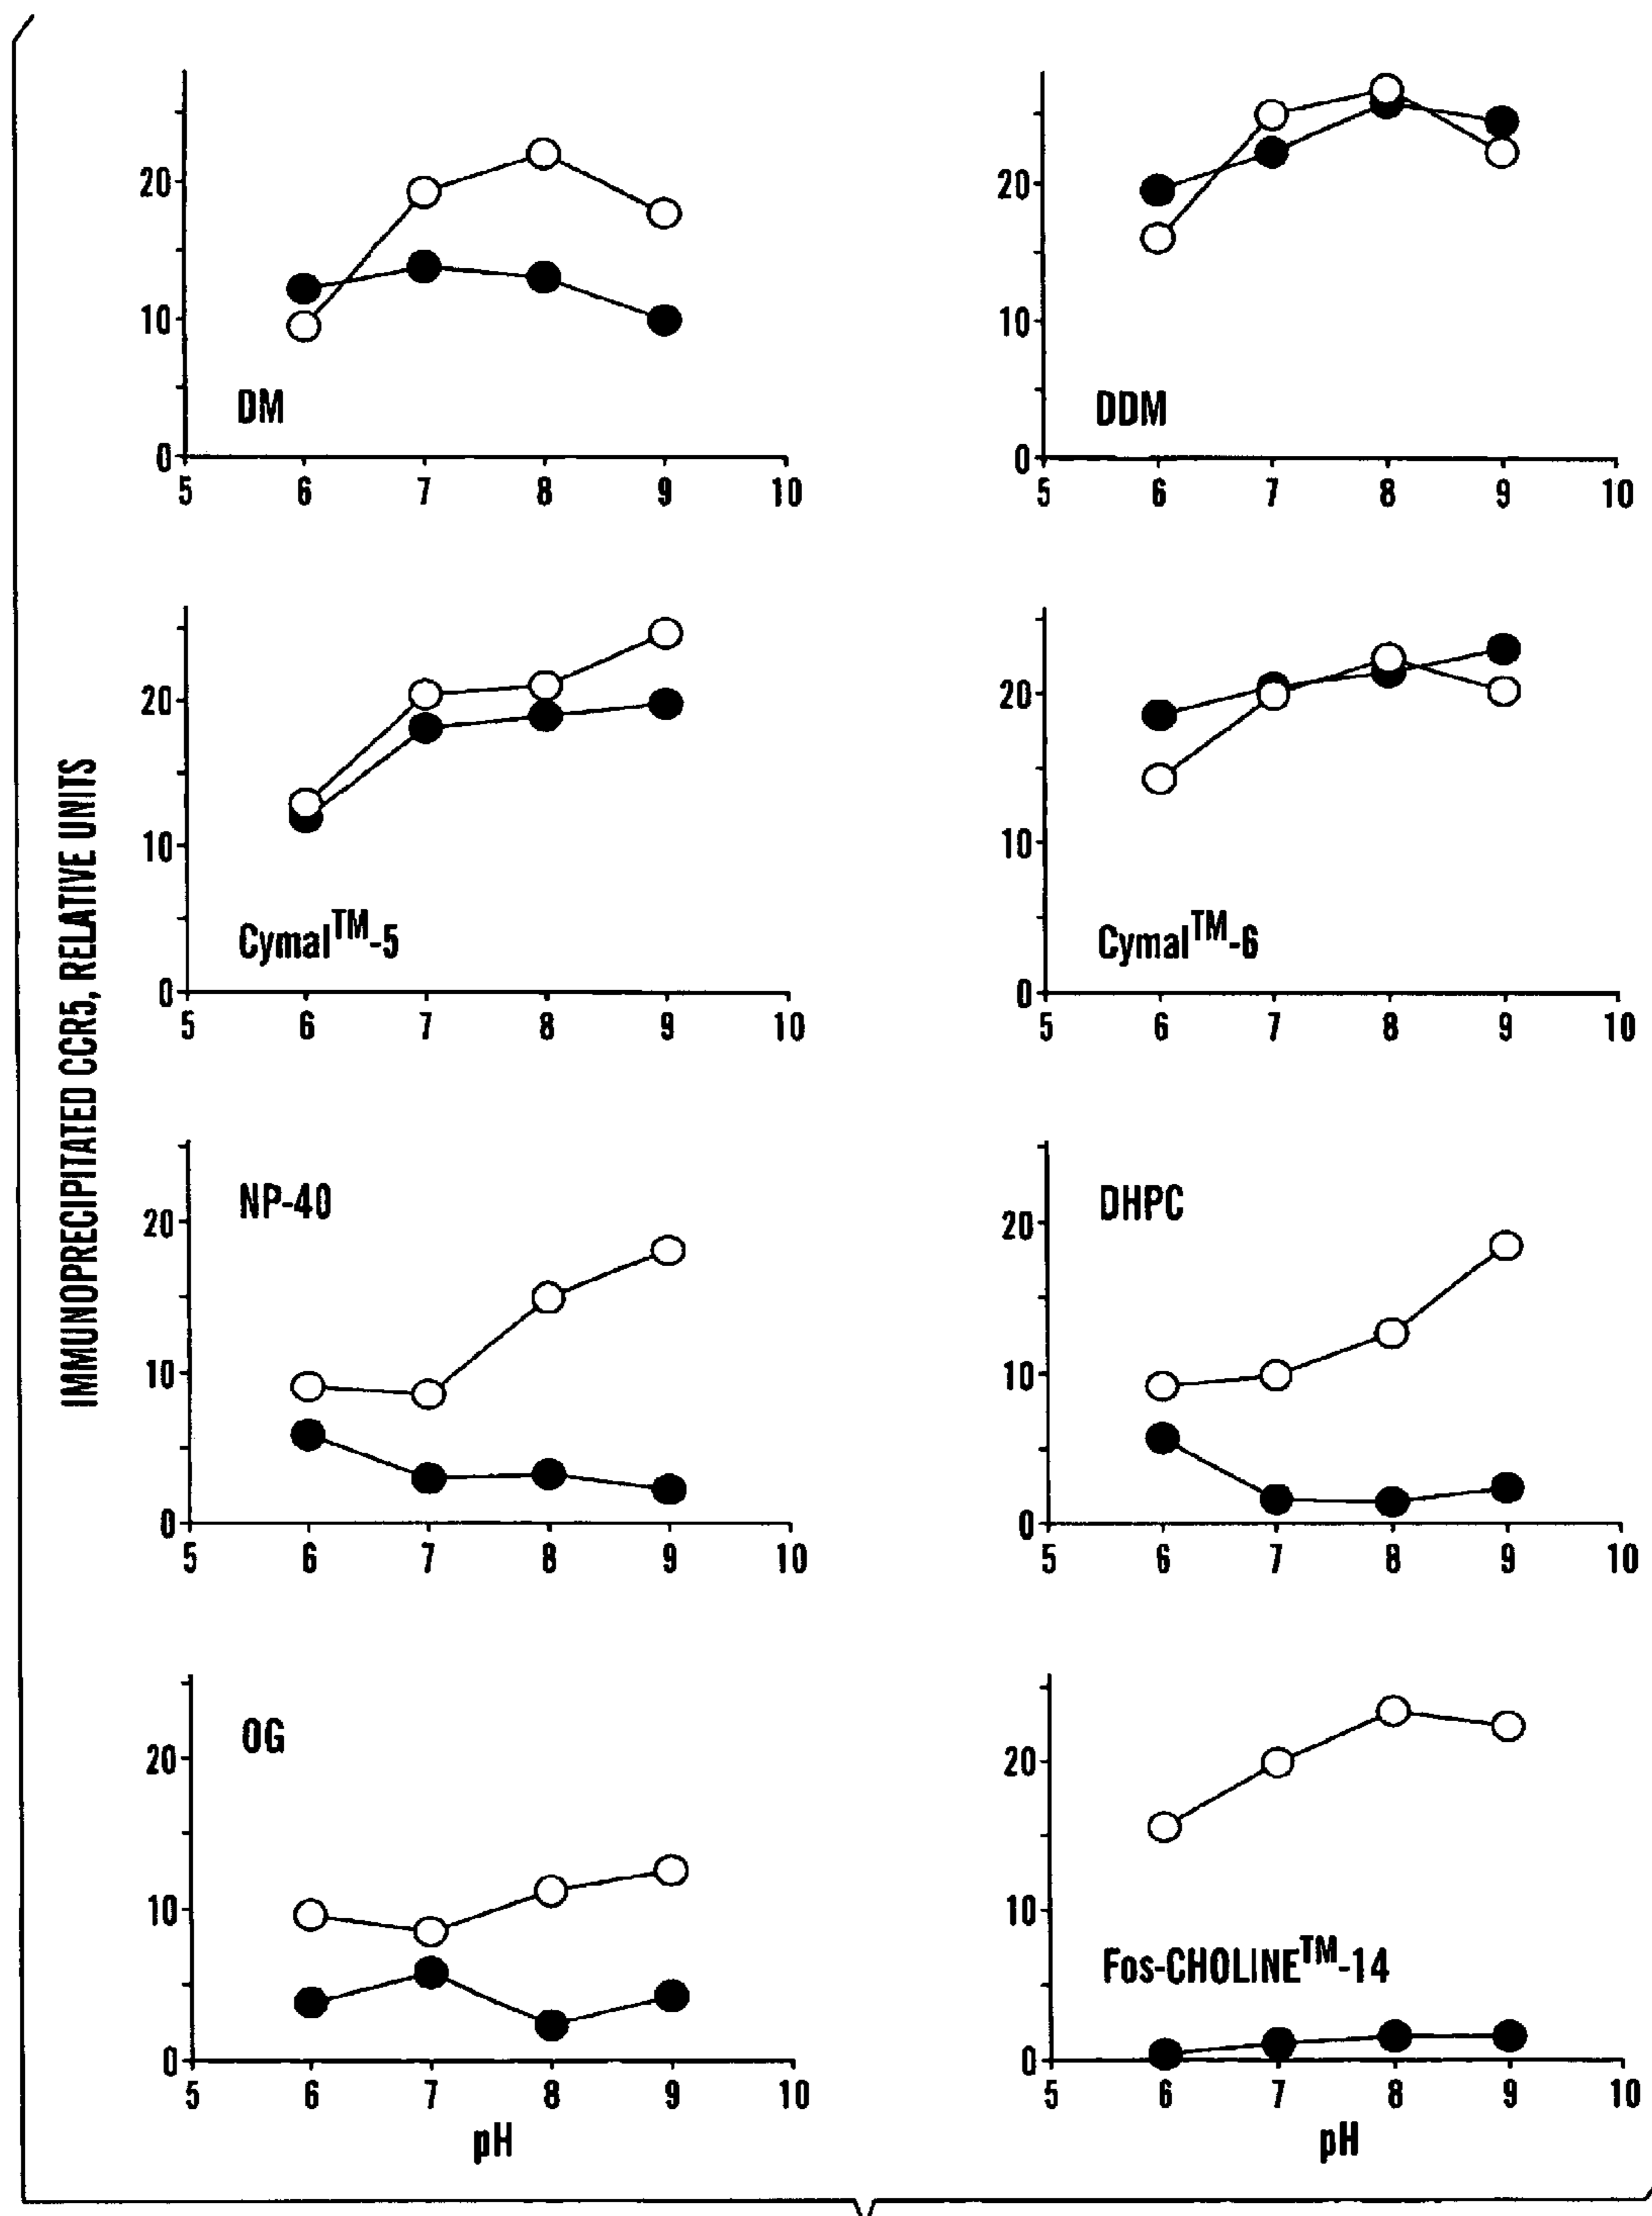 IMMUNOPRECIPITATED CCR5, RELATIVE UNITS
20
10
0
DM
5 6 7 8 9 10
20
10
0
DDM
5 6 7 8 9 10
20
10
0
Cymal™-5
5 6 7 8 9 10
20
10
0
Cymal™-6
5 6 7 8 9 10
NP-40
20
10
0
5 6 7 8 9 10
DHPC
20
10
0
5 6 7 8 9 10
OG
20
10
0
5 6 7 8 9 10
pH
20
10
Fos-CHOLINE™-14
0
5 6 7 8 9 10
pH